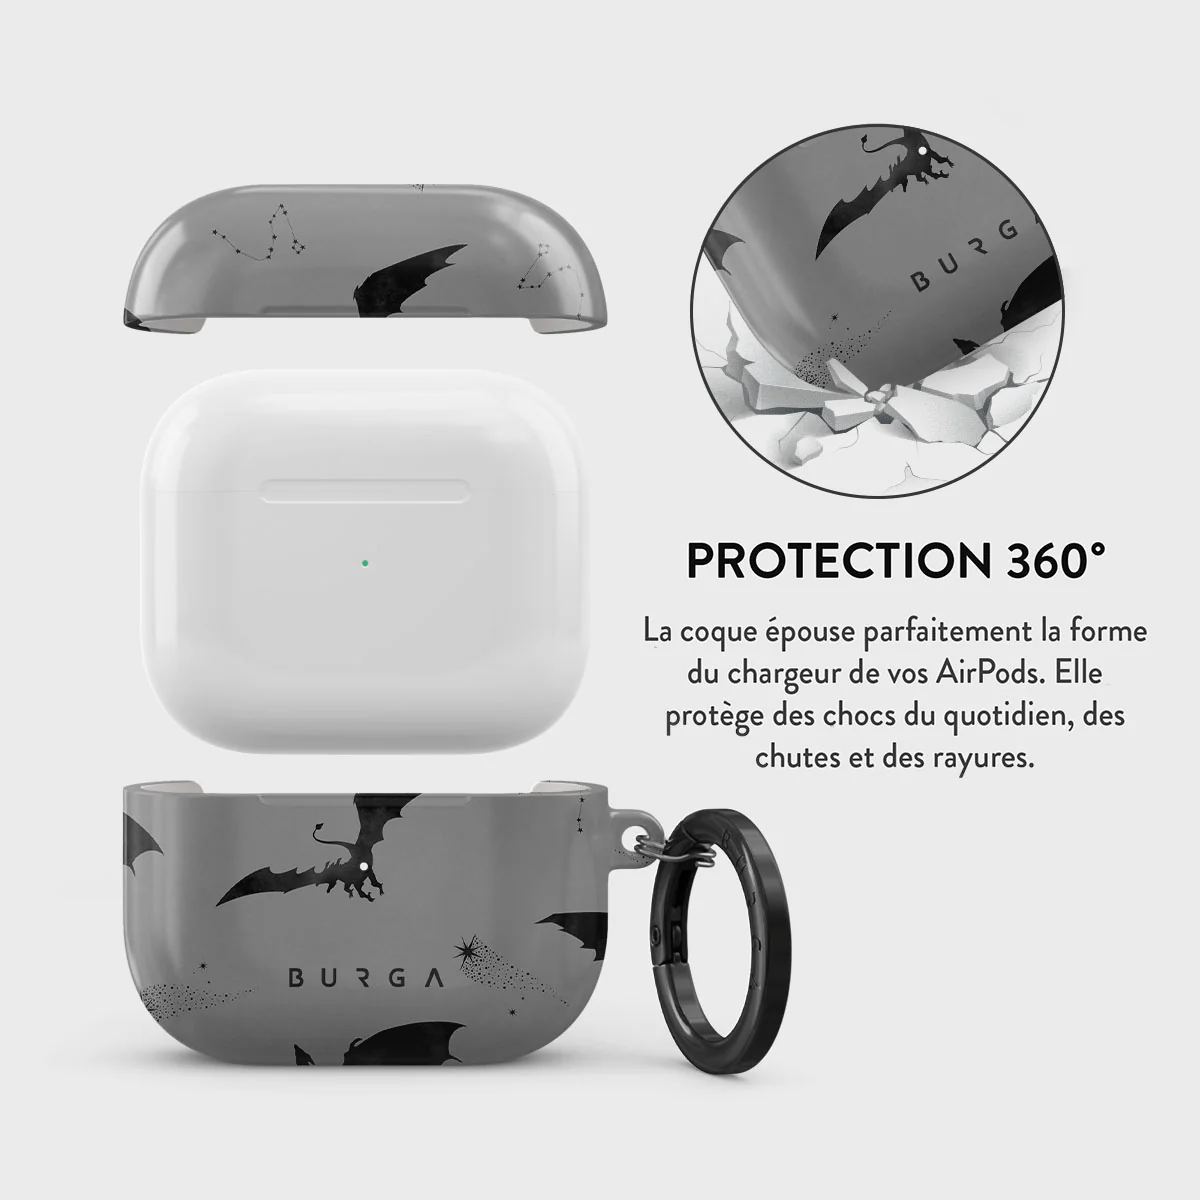 BURGA
PROTECTION 360°
La coque épouse parfaitement la forme
du chargeur de vos AirPods. Elle
protège des chocs du quotidien, des
chutes et des rayures.
BURGA